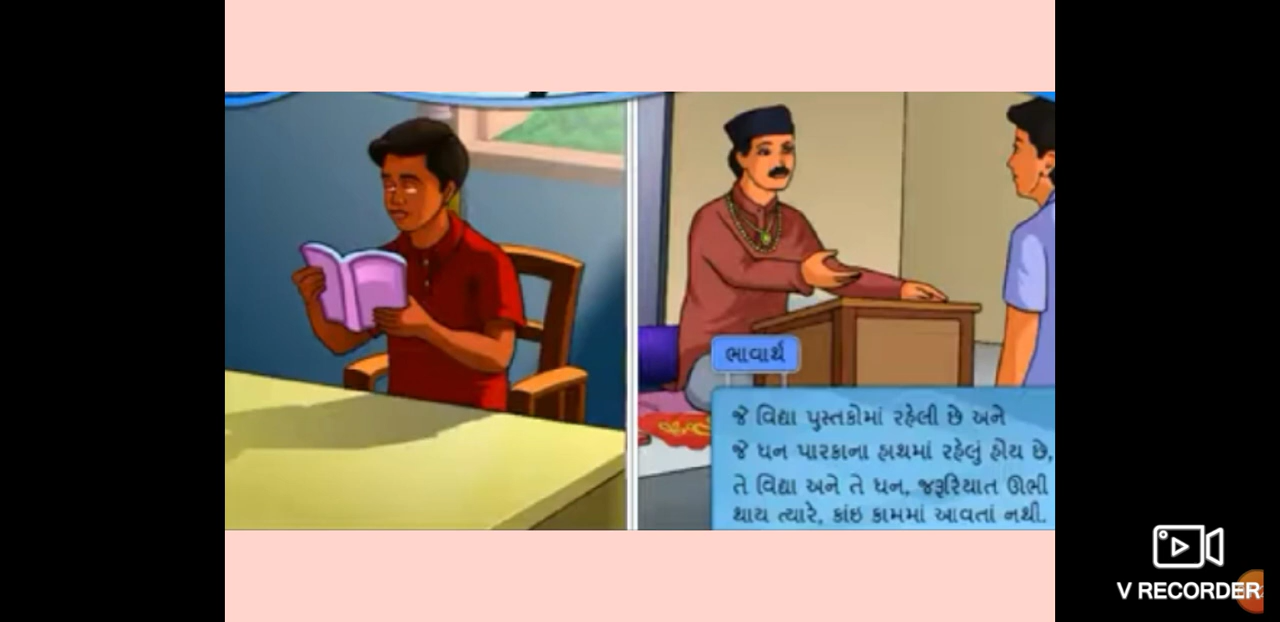 ભાવાર્થ
જે વિદ્યા પુસ્તકોમાં રહેલી છે અને
જે ધન પારકાના હાથમાં રહેલું હોય છે,
તે વિદ્યા અને તે ધન, જરૂરિયાત ઊભી
થાય ત્યારે, કાંઇ કામમાં આવતાં નથી.
V RECORDER